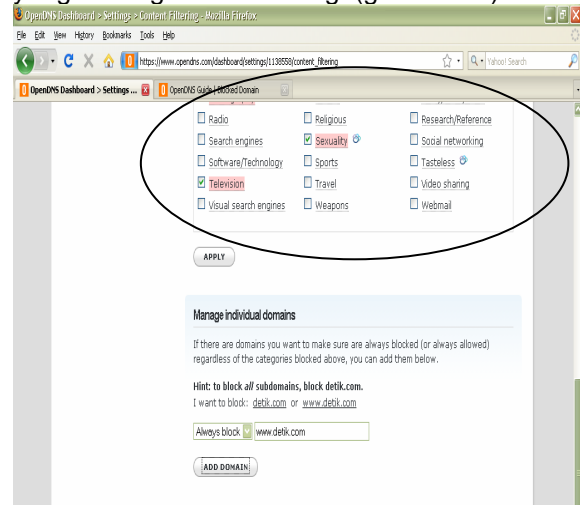 OpenDNS Dashboard > Settings > Content Filtering - Mozilla Firefox
File Edit View History Bookmarks Tools Help
https://www.opendns.com/dashboard/settings/1138558/content_filtering
Yahoo! Search
OpenDNS Dashboard > Settings ... OpenDNS Guide | Blocked Domain
Radio Religious Research/Reference
Search engines Sexuality Social networking
Software/Technology Sports Tasteless
Television Travel Video sharing
Visual search engines Weapons Webmail
APPLY
Manage individual domains
If there are domains you want to make sure are always blocked (or always allowed)
regardless of the categories blocked above, you can add them below.
Hint: to block all subdomains, block detik.com.
I want to block: detik.com or www.detik.com
Always block www.detik.com
ADD DOMAIN